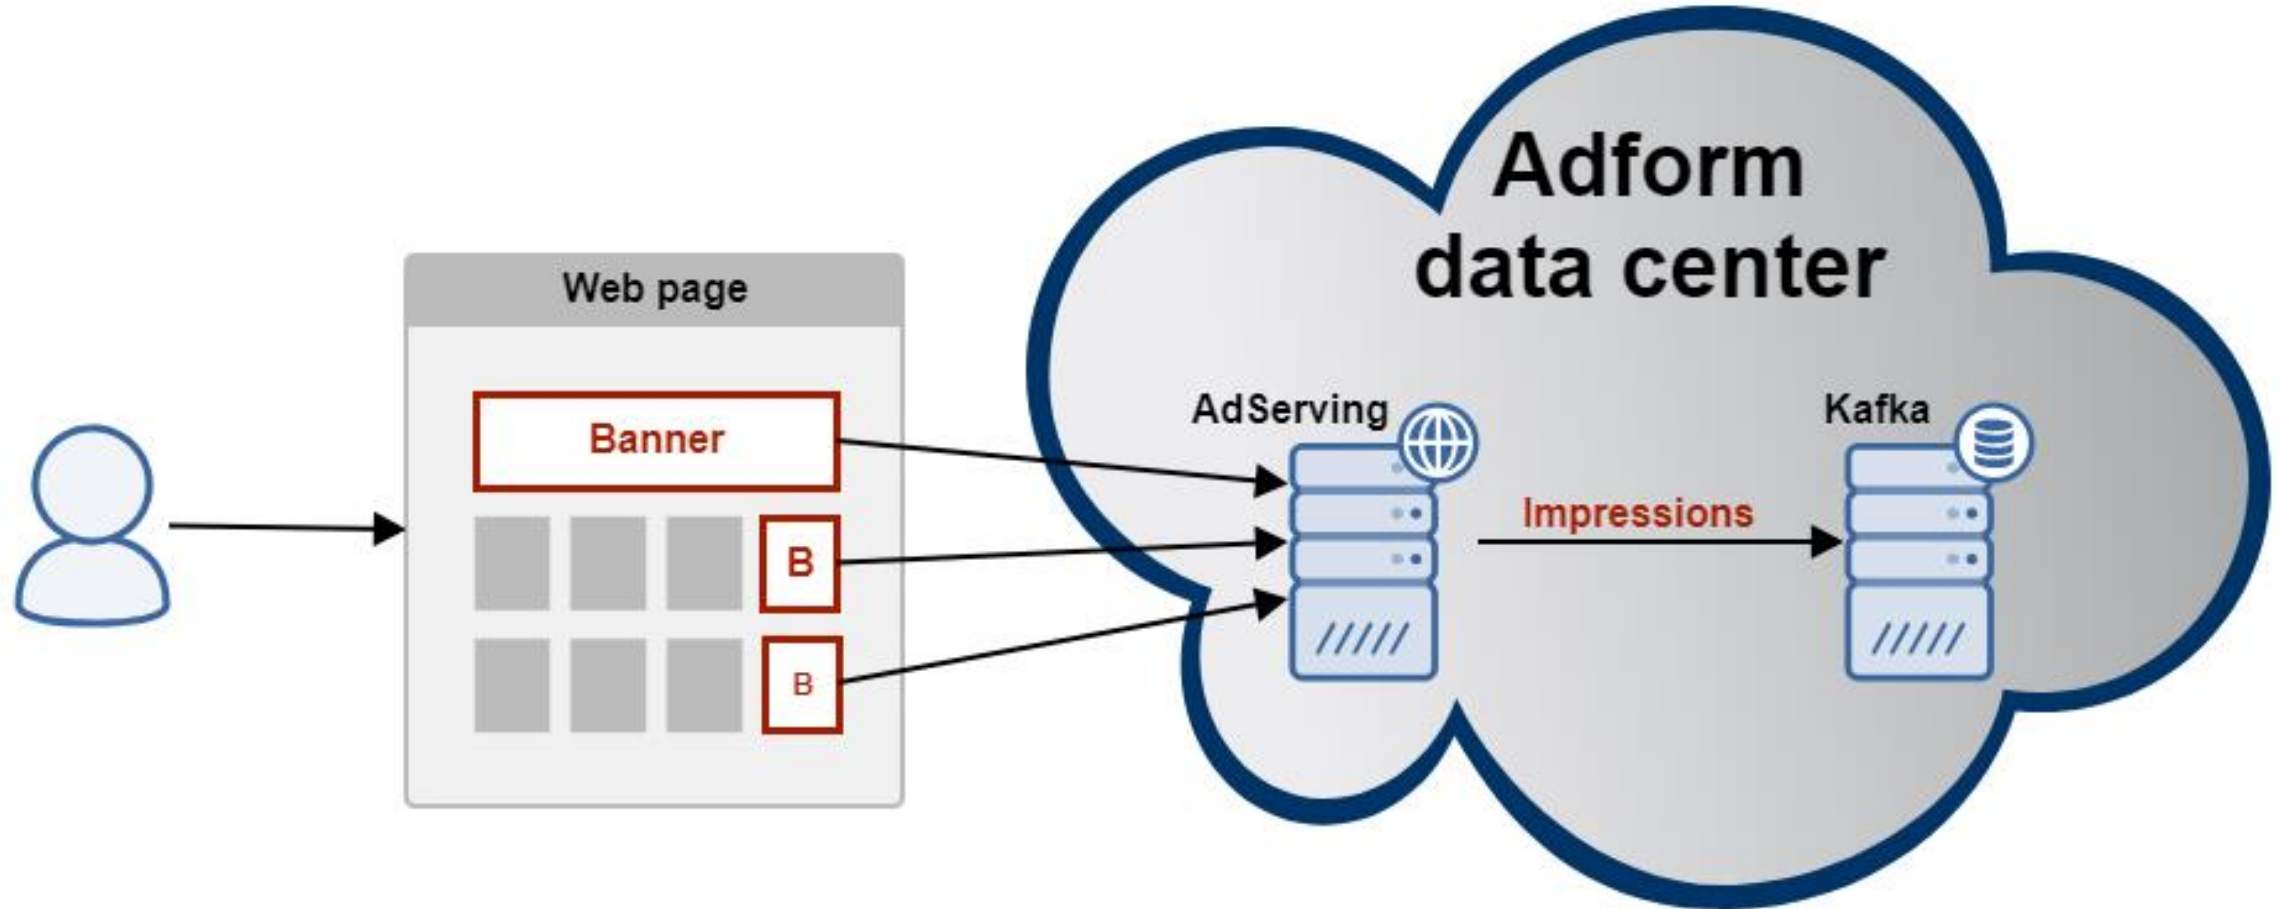 Adform
data center
Web page
Banner
B
B
AdServing
Impressions
Kafka